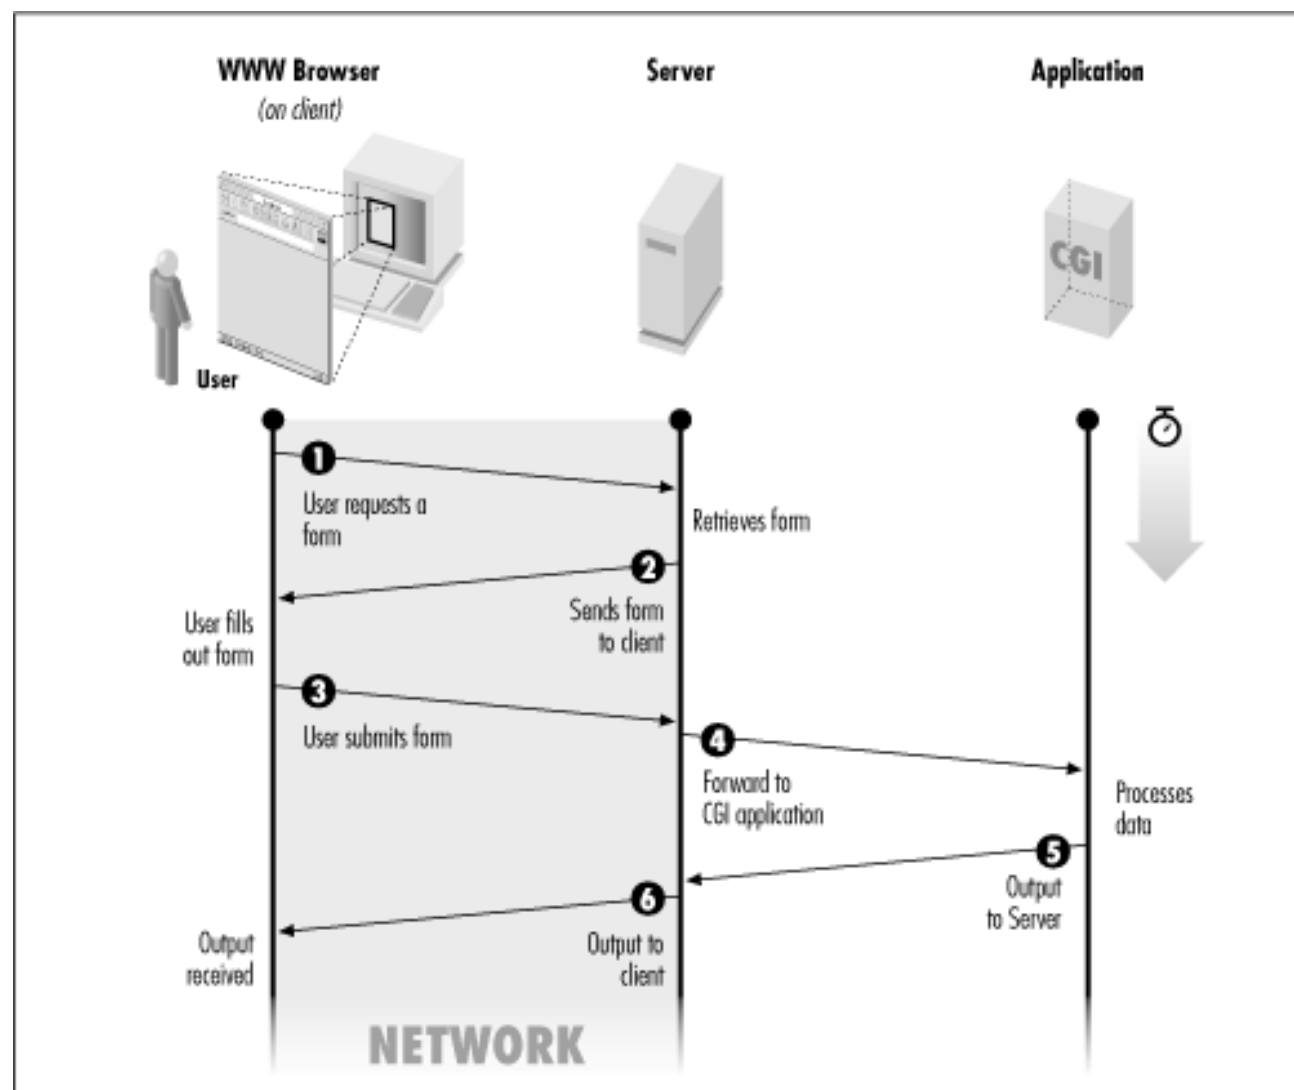 WWW Browser
(on client)
Server
Application
CGI
User
1
User requests a
form
Retrieves form
2
Sends form
to client
User fills
out form
3
User submits form
4
Forward to
CGI application
Processes
data
5
Output
to Server
6
Output to
client
Output
received
NETWORK